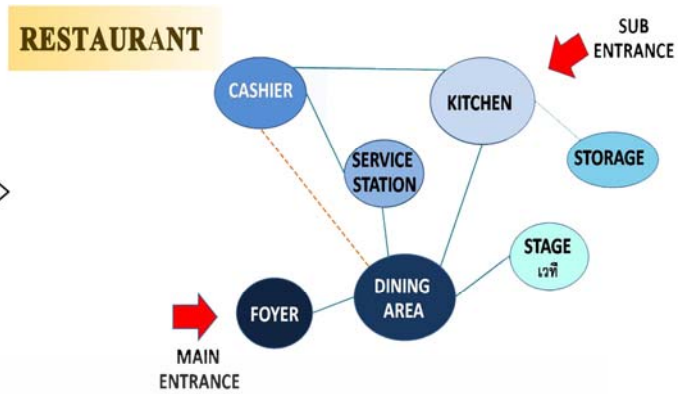 RESTAURANT
SUB
ENTRANCE
CASHIER
KITCHEN
SERVICE
STATION
STORAGE
STAGE
เวที
DINING
AREA
FOYER
MAIN
ENTRANCE